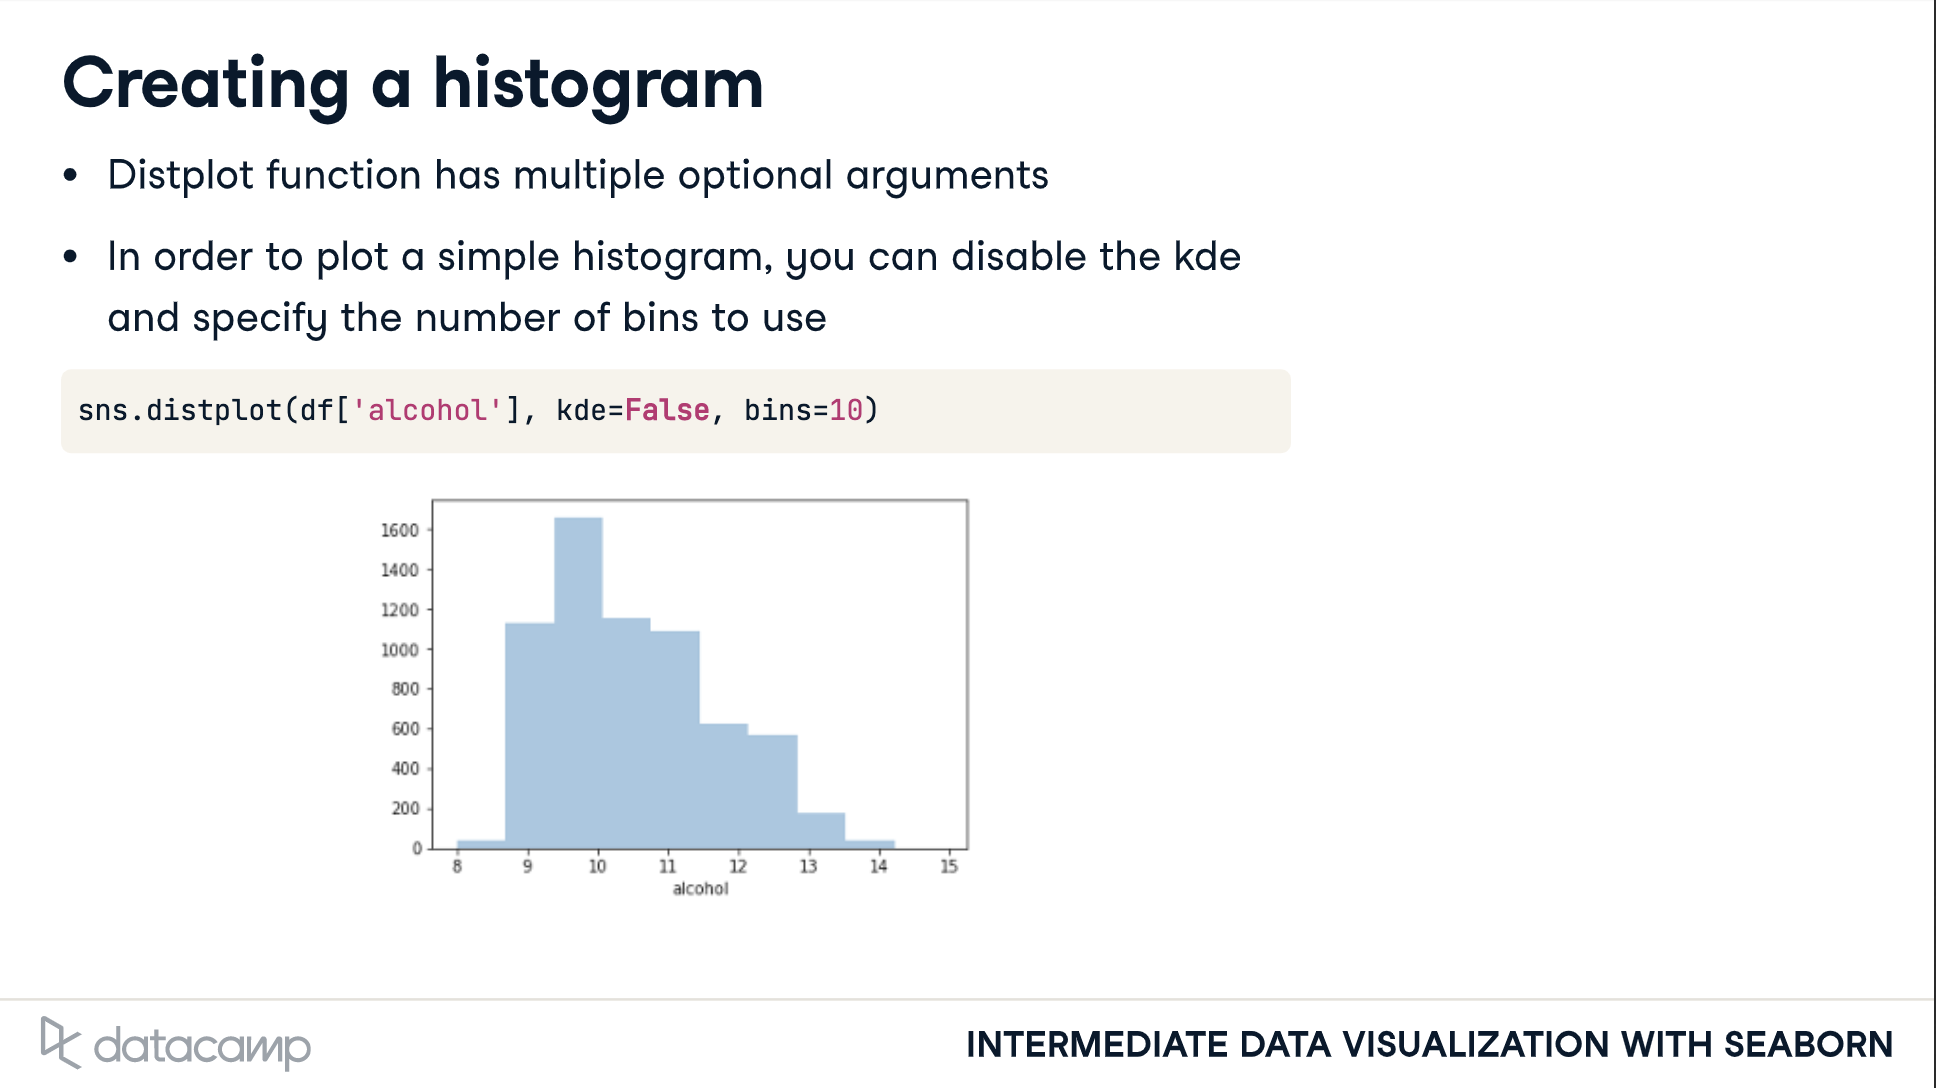 Creating a histogram
• Distplot function has multiple optional arguments
• In order to plot a simple histogram, you can disable the kde
and specify the number of bins to use
sns.distplot(df['alcohol'], kde=False, bins=10)
1600
1400
1200
1000
800
600
400
200
0
8 9 10 11 12 13 14 15
alcohol
datacamp
INTERMEDIATE DATA VISUALIZATION WITH SEABORN